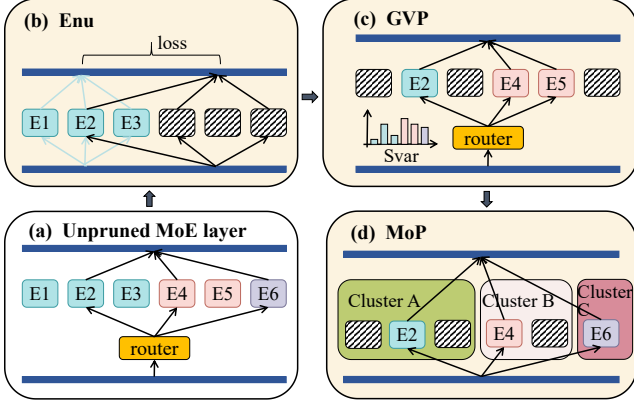 (b) Enu
loss
E1 E2 E3
(c) GVP
E2 E4 E5
Svar
router
(a) Unpruned MoE layer
E1 E2 E3 E4 E5 E6
router
(d) MoP
Cluster A
Cluster B
Cluster
C
E2 E4 E6